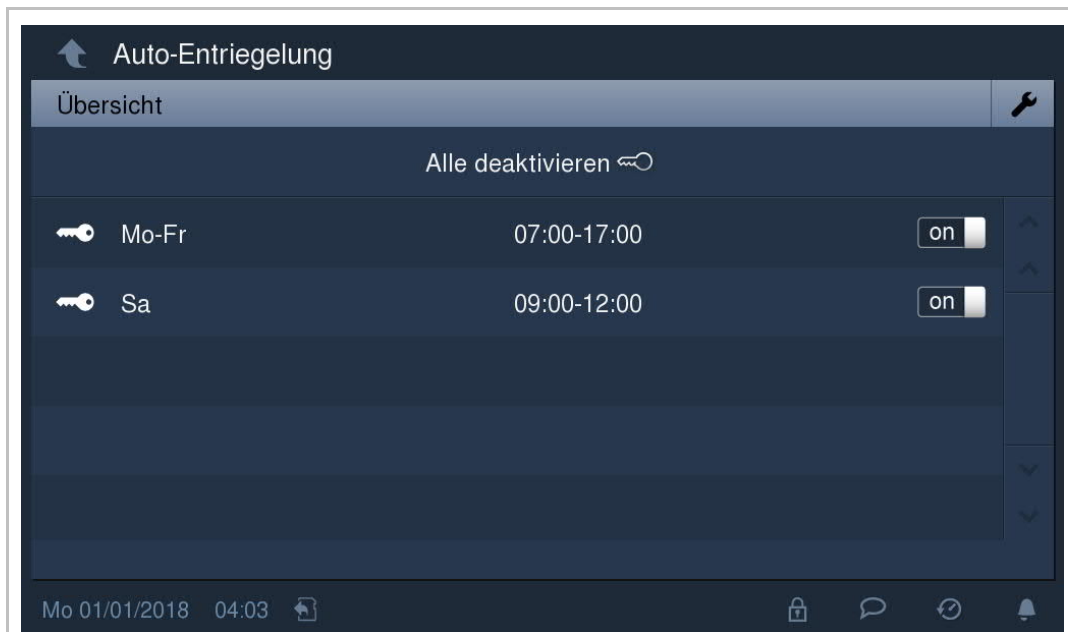 Auto-Entriegelung
Übersicht
Alle deaktivieren
Mo-Fr 07:00-17:00 on
Sa 09:00-12:00 on
Mo 01/01/2018 04:03